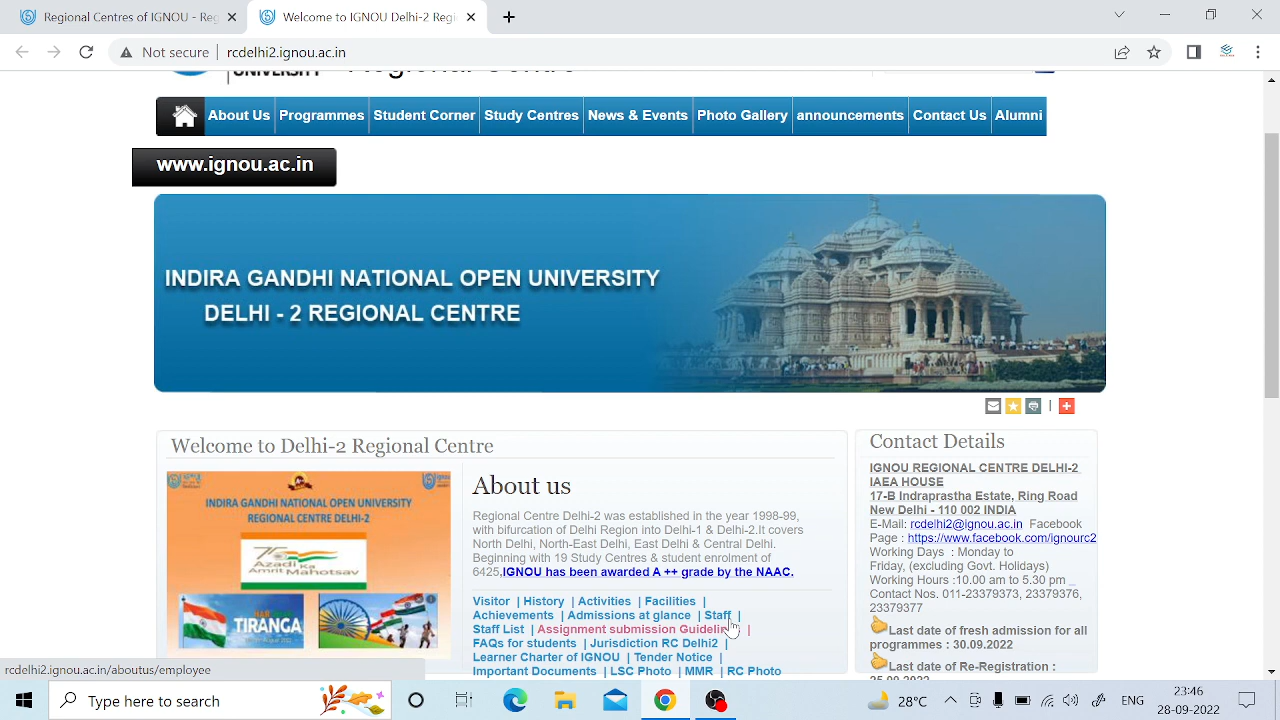 Not secure | rcdelhi2.ignou.ac.in
UNIVERSITY Regional Centre
About Us Programmes Student Corner Study Centres News & Events Photo Gallery announcements Contact Us Alumni
www.ignou.ac.in
INDIRA GANDHI NATIONAL OPEN UNIVERSITY
DELHI - 2 REGIONAL CENTRE
Welcome to Delhi-2 Regional Centre
INDIRA GANDHI NATIONAL OPEN UNIVERSITY
REGIONAL CENTRE DELHI-2
Azadi Ka
Amrit Mahotsav
HAR GHAR
TIRANGA
About us
Regional Centre Delhi-2 was established in the year 1998-99,
with bifurcation of Delhi Region into Delhi-1 & Delhi-2.It covers
North Delhi, North-East Delhi, East Delhi & Central Delhi.
Beginning with 19 Study Centres & student enrolment of
6425,IGNOU has been awarded A ++ grade by the NAAC.
Visitor | History | Activities | Facilities |
Achievements | Admissions at glance | Staff |
Staff List | Assignment submission |
FAQs for students | Jurisdiction RC Delhi2 |
Learner Charter of IGNOU | Tender Notice |
Important Documents | LSC Photo | MMR | RC Photo
Contact Details
IGNOU REGIONAL CENTRE DELHI-2
IAEA HOUSE
17-B Indraprastha Estate, Ring Road
New Delhi - 110 002 INDIA
E-Mail: rcdelhi2@ignou.ac.in Facebook
Page : https://www.facebook.com/ignourc2
Working Days : Monday to
Friday, (excluding Govt. Holidays)
Working Hours :10.00 am to 5.30 pm _
Contact Nos. 011-23379373, 23379376,
23379377
Last date of fresh admission for all
programmes : 30.09.2022
Last date of Re-Registration :
rcdelhi2.ignou.ac.in/aboutus/employee
Type here to search
28°C
ENG
23:46
28-09-2022